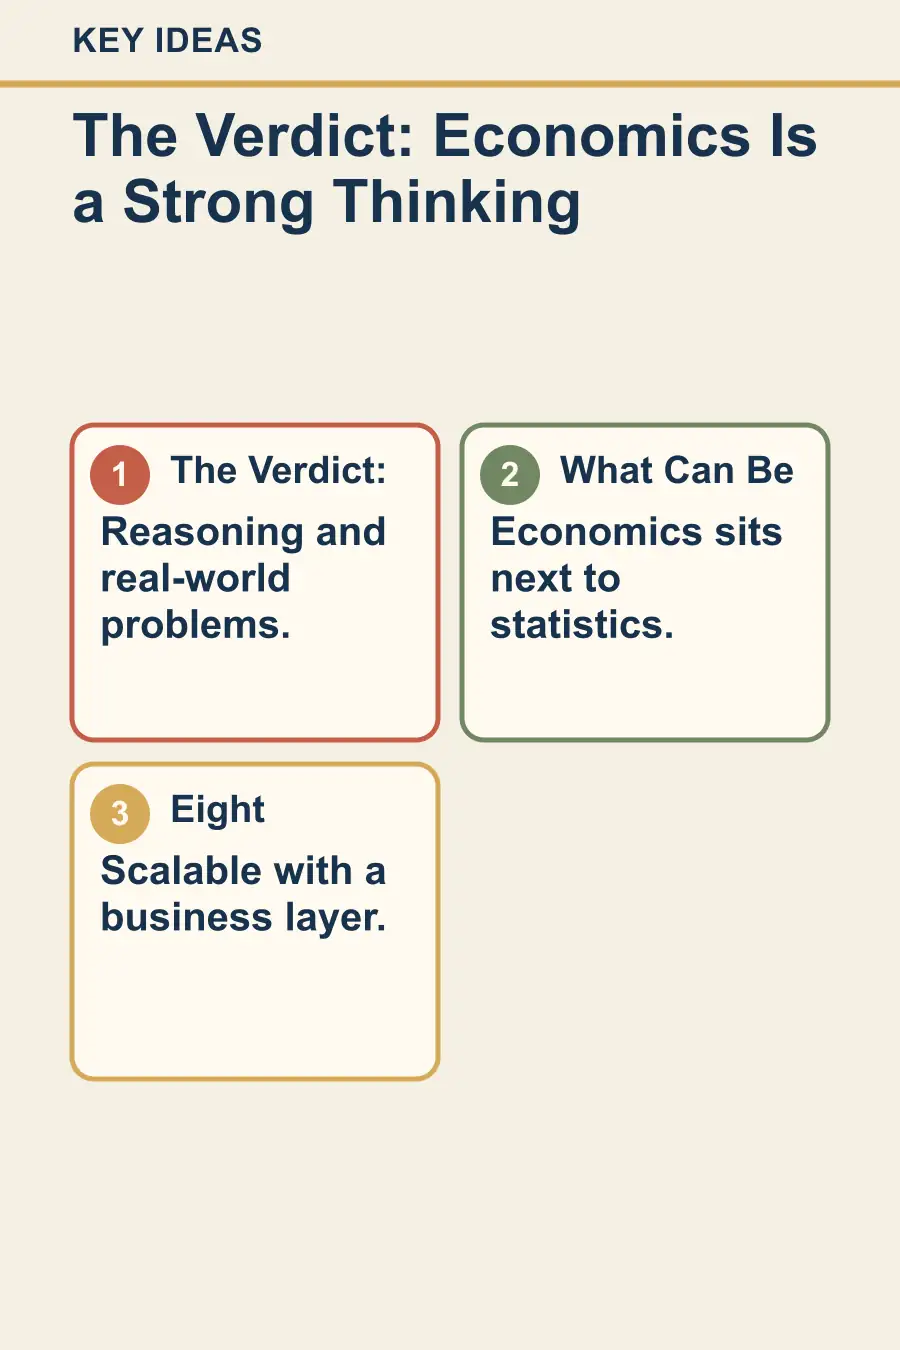 KEY IDEAS
The Verdict: Economics Is
a Strong Thinking
1 The Verdict:
Reasoning and
real-world
problems.
2 What Can Be
Economics sits
next to
statistics.
3 Eight
Scalable with a
business layer.